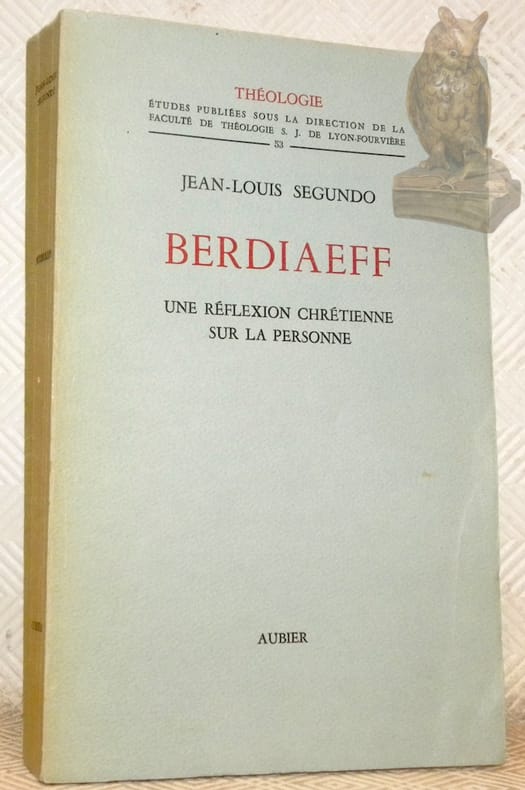 THÉOLOGIE
ÉTUDES PUBLIÉES SOUS LA DIRECTION DE LA
FACULTÉ DE THÉOLOGIE S. J. DE LYON-FOURVIÈRE
53
JEAN-LOUIS SEGUNDO
BERDIAEFF
UNE RÉFLEXION CHRÉTIENNE
SUR LA PERSONNE
AUBIER